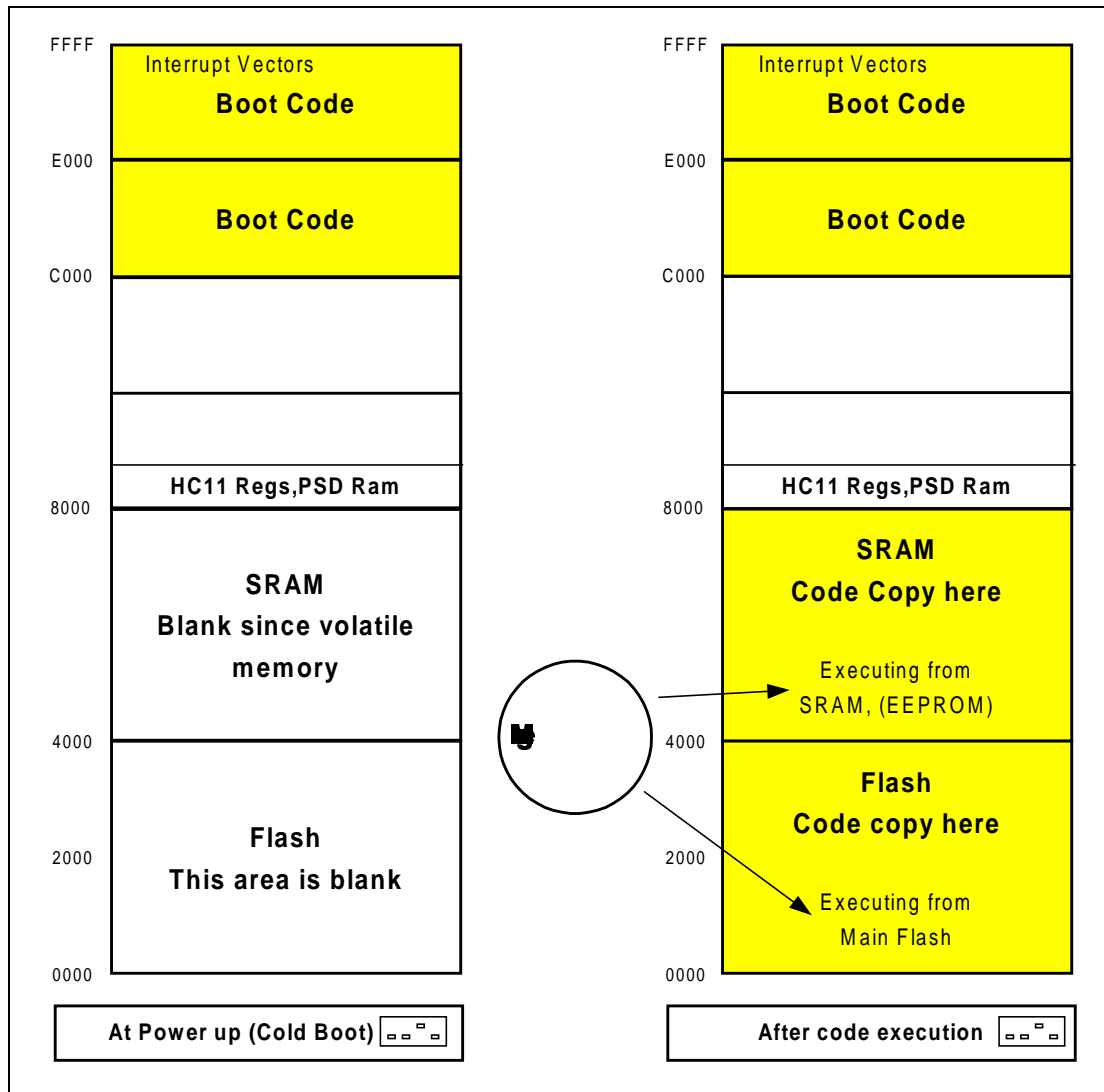 FFFF
Interrupt Vectors
Boot Code
E000
Boot Code
C000
HC11 Regs,PSD Ram
8000
SRAM
Blank since volatile
memory
4000
Flash
This area is blank
2000
0000
At Power up (Cold Boot)
FFFF
Interrupt Vectors
Boot Code
E000
Boot Code
C000
HC11 Regs,PSD Ram
8000
SRAM
Code Copy here
Executing from
SRAM, (EEPROM)
4000
Flash
Code copy here
2000
Executing from
Main Flash
0000
After code execution